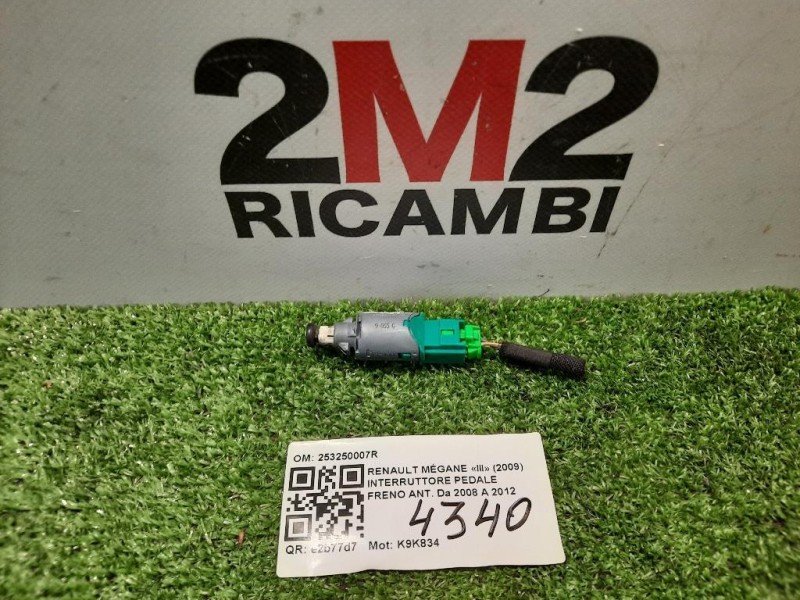 2M2
RICAMBI
OM: 253250007R
RENAULT MÉGANE «III» (2009)
INTERRUTTORE PEDALE
FRENO ANT. Da 2008 A 2012
4340
QR: e2b77d7 Mot: K9K834